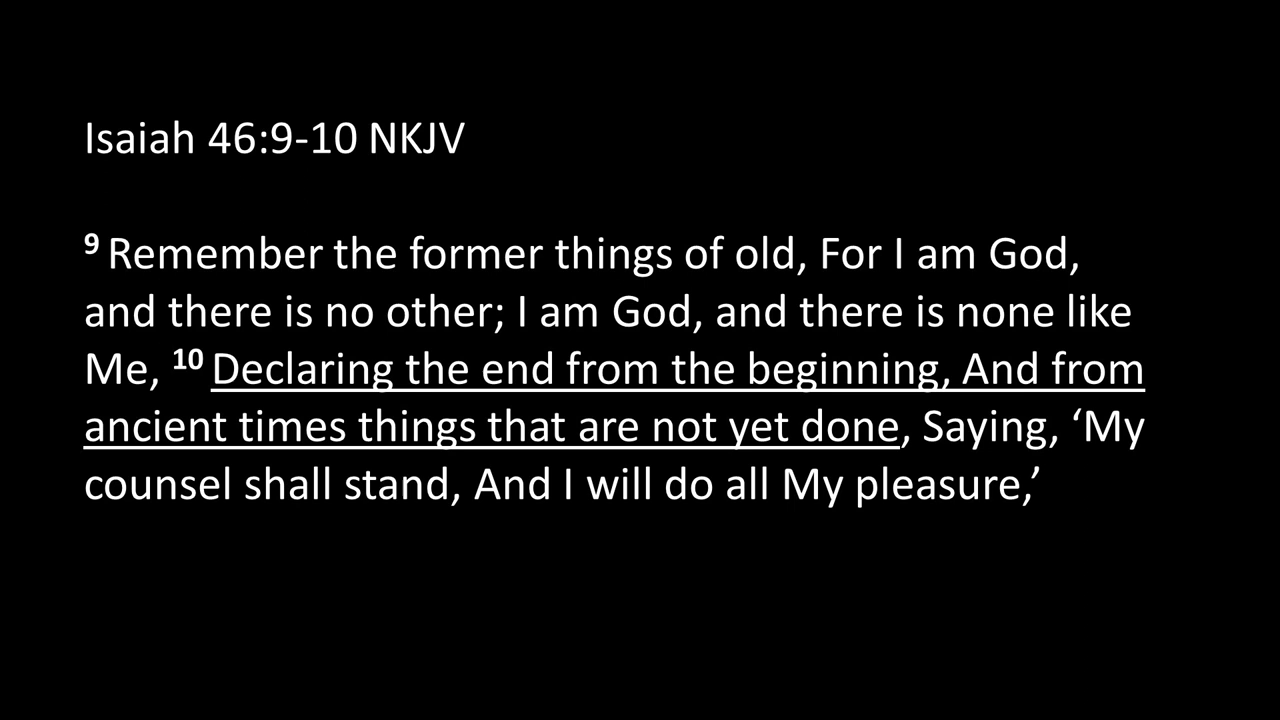 Isaiah 46:9-10 NKJV
9 Remember the former things of old, For I am God,
and there is no other; I am God, and there is none like
Me, 10 Declaring the end from the beginning, And from
ancient times things that are not yet done, Saying, ‘My
counsel shall stand, And I will do all My pleasure,’